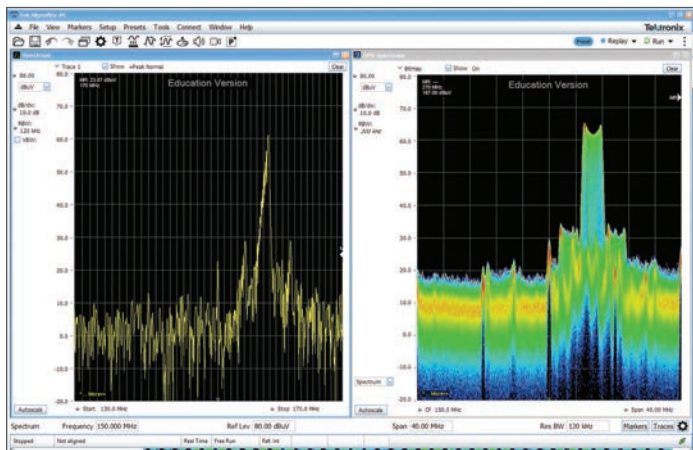 Tek SignalVu-PC
File View Markers Setup Presets Tools Connect Window Help
Tektronix
Replay Run
Spectrum
DPX Spectrum
Trace 1 Show +Peak Normal Clear
Bitmap Show On Clear
80.00
dBuV
dB/div:
10.0 dB
RBW:
120 kHz
VBW:
80.0
70.0
60.0
50.0
40.0
30.0
20.0
10.0
0.0
-10.0
-20.0
170 MHz
Education Version
Autoscale
Start 130.0 MHz
Stop 170.0 MHz
80.00
dBuV
dB/div:
10.0 dB
RBW:
80.0
70.0
60.0
50.0
40.0
30.0
20.0
10.0
0.0
-10.0
-20.0
Education Version
Spectrum
Autoscale
CF 150.0 MHz
Span 40.00 MHz
Spectrum Frequency 150.000 MHz Ref Lev 80.00 dBuV Span 40.00 MHz Res BW 120 kHz Markers Traces
Stopped Not aligned Real Time Free Run Ref: Int